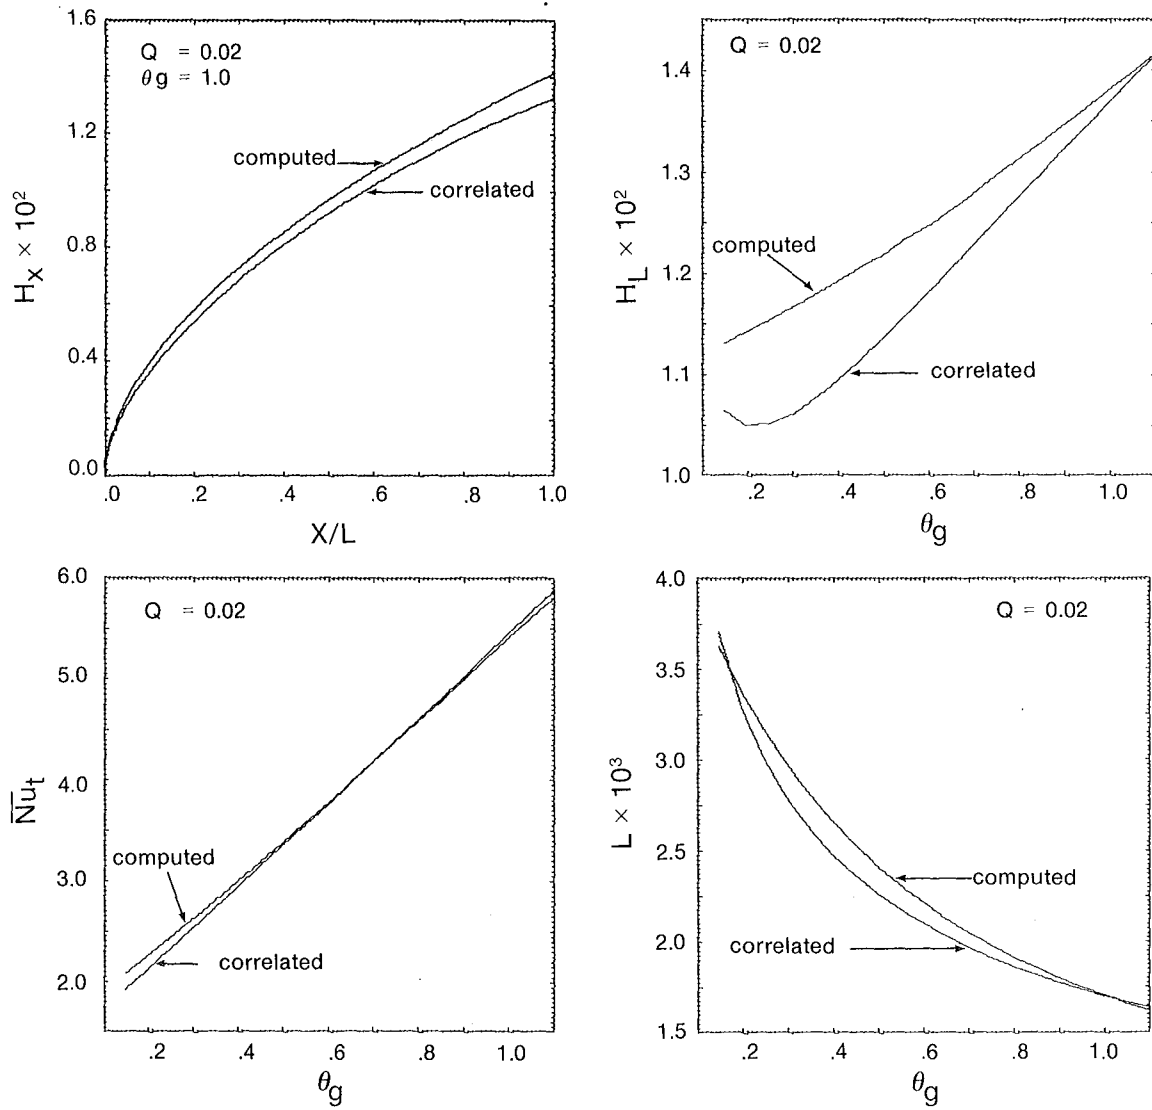 1.6
1.2
0.8
0.4
0.0
H_x × 10²
Q = 0.02
θg = 1.0
computed
correlated
.0 .2 .4 .6 .8 1.0
X/L
1.4
1.3
1.2
1.1
1.0
H_L × 10²
Q = 0.02
computed
correlated
.2 .4 .6 .8 1.0
θg
6.0
5.0
4.0
3.0
2.0
N̅u_t
Q = 0.02
computed
correlated
.2 .4 .6 .8 1.0
θg
4.0
3.5
3.0
2.5
2.0
1.5
L × 10³
Q = 0.02
computed
correlated
.2 .4 .6 .8 1.0
θg